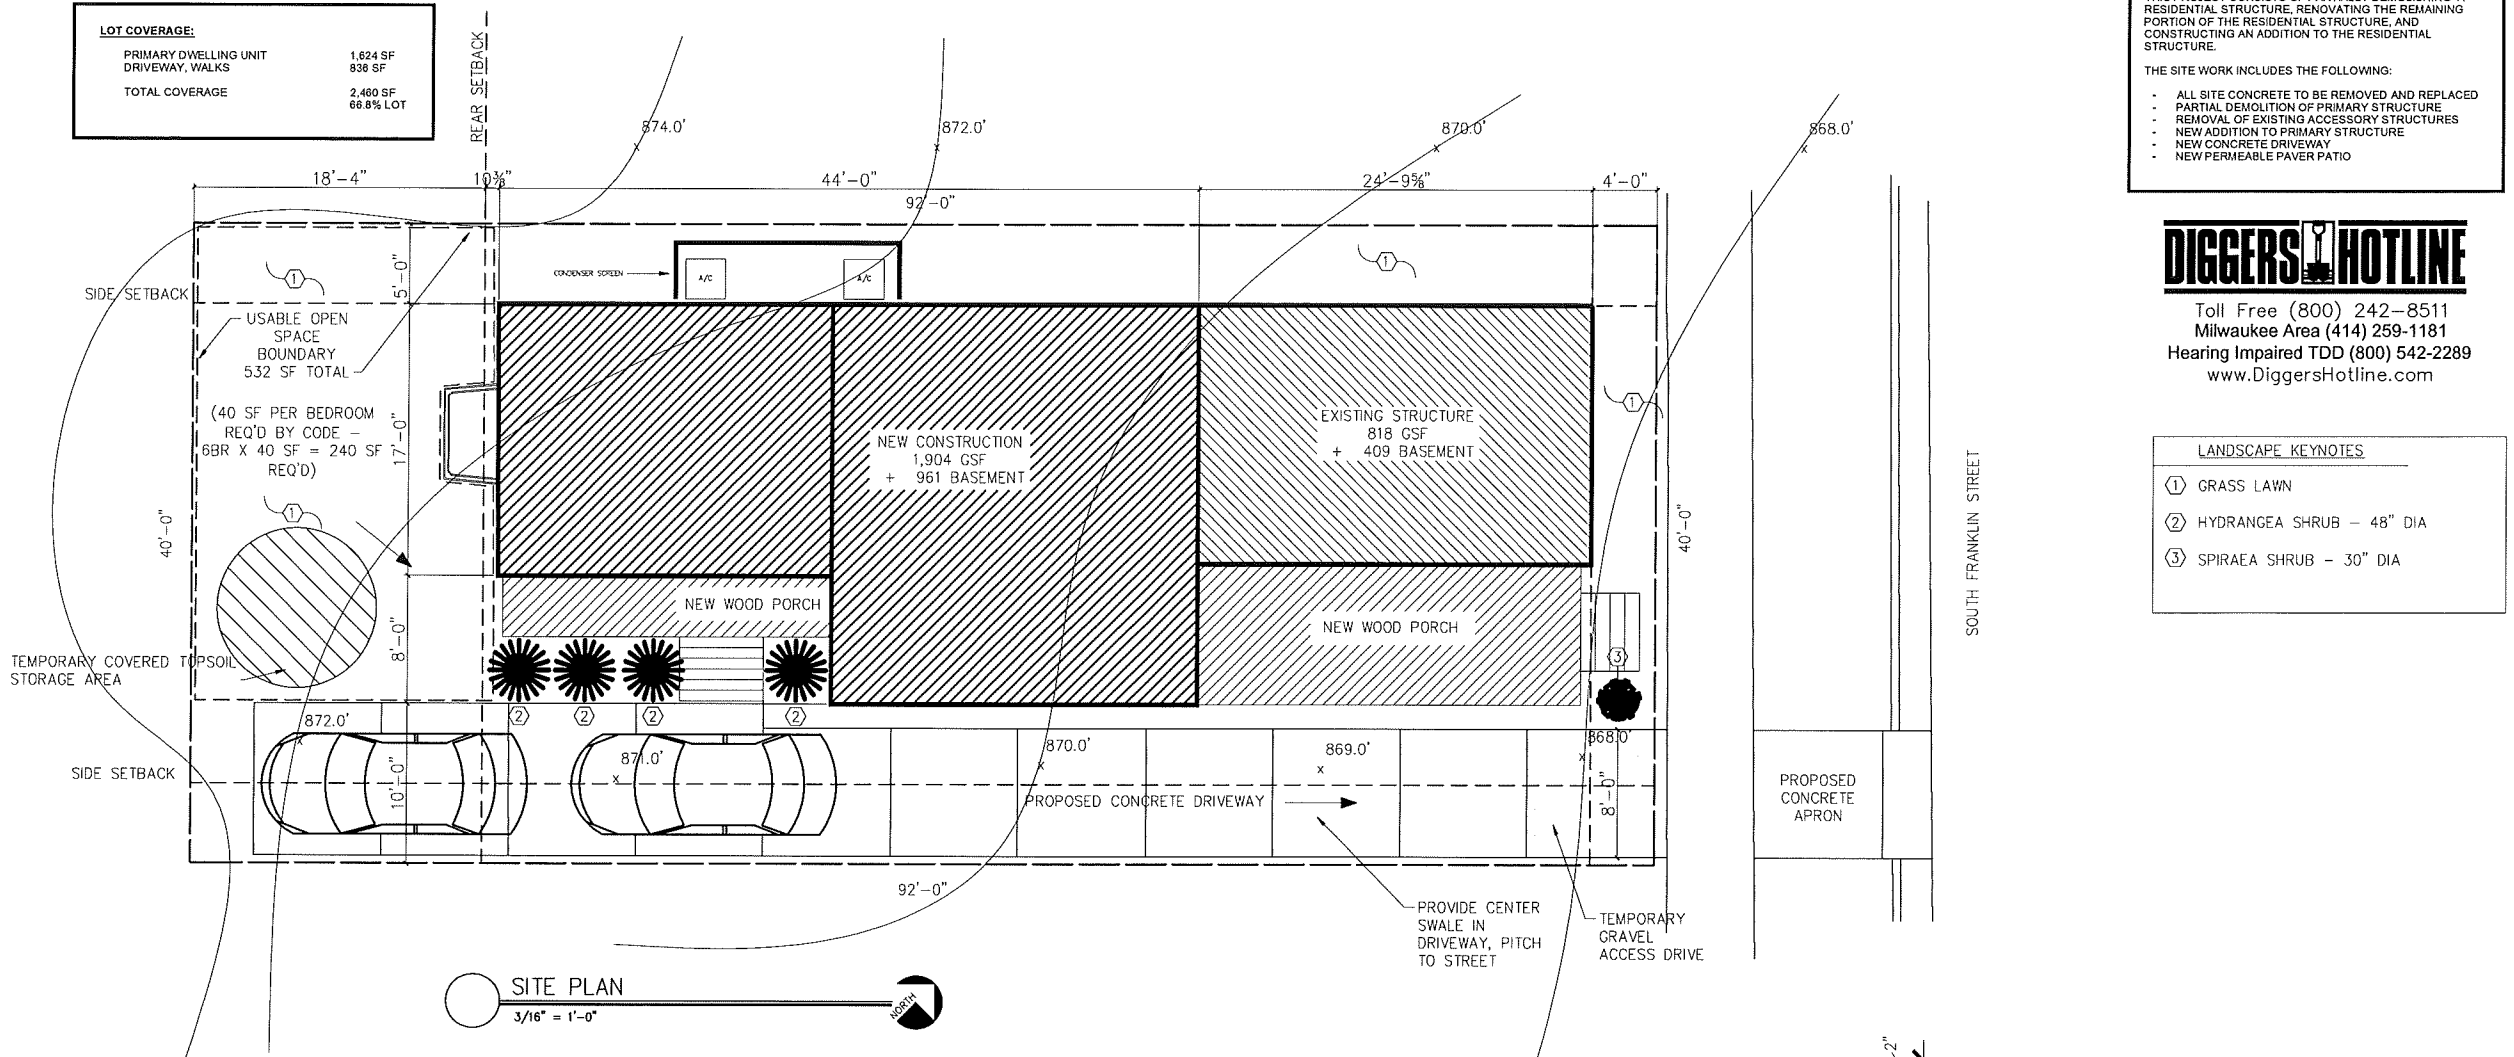 LOT COVERAGE:
PRIMARY DWELLING UNIT 1,624 SF
DRIVEWAY, WALKS 836 SF
TOTAL COVERAGE 2,460 SF
66.8% LOT
RESIDENTIAL STRUCTURE, RENOVATING THE REMAINING
PORTION OF THE RESIDENTIAL STRUCTURE, AND
CONSTRUCTING AN ADDITION TO THE RESIDENTIAL
STRUCTURE.
THE SITE WORK INCLUDES THE FOLLOWING:
- ALL SITE CONCRETE TO BE REMOVED AND REPLACED
- PARTIAL DEMOLITION OF PRIMARY STRUCTURE
- REMOVAL OF EXISTING ACCESSORY STRUCTURES
- NEW ADDITION TO PRIMARY STRUCTURE
- NEW CONCRETE DRIVEWAY
- NEW PERMEABLE PAVER PATIO
DIGGERS HOTLINE
Toll Free (800) 242-8511
Milwaukee Area (414) 259-1181
Hearing Impaired TDD (800) 542-2289
www.DiggersHotline.com
LANDSCAPE KEYNOTES
1 GRASS LAWN
2 HYDRANGEA SHRUB - 48" DIA
3 SPIRAEA SHRUB - 30" DIA
REAR SETBACK
874.0'
872.0'
870.0'
868.0'
18'-4"
10⅜"
44'-0"
24'-9⅝"
4'-0"
92'-0"
1
1
1
1
SIDE SETBACK
5'-0"
CONDENSER SCREEN
A/C
A/C
USABLE OPEN
SPACE
BOUNDARY
532 SF TOTAL
(40 SF PER BEDROOM
REQ'D BY CODE -
6BR X 40 SF = 240 SF
REQ'D)
17'-0"
NEW CONSTRUCTION
1,904 GSF
+ 961 BASEMENT
EXISTING STRUCTURE
818 GSF
+ 409 BASEMENT
40'-0"
40'-0"
SOUTH FRANKLIN STREET
NEW WOOD PORCH
NEW WOOD PORCH
8'-0"
TEMPORARY COVERED TOPSOIL
STORAGE AREA
3
2
2
2
2
872.0'
871.0'
870.0'
869.0'
868.0'
SIDE SETBACK
10'-0"
PROPOSED CONCRETE DRIVEWAY
8'-0"
PROPOSED
CONCRETE
APRON
92'-0"
PROVIDE CENTER
SWALE IN
DRIVEWAY, PITCH
TO STREET
TEMPORARY
GRAVEL
ACCESS DRIVE
SITE PLAN
3/16" = 1'-0"
NORTH